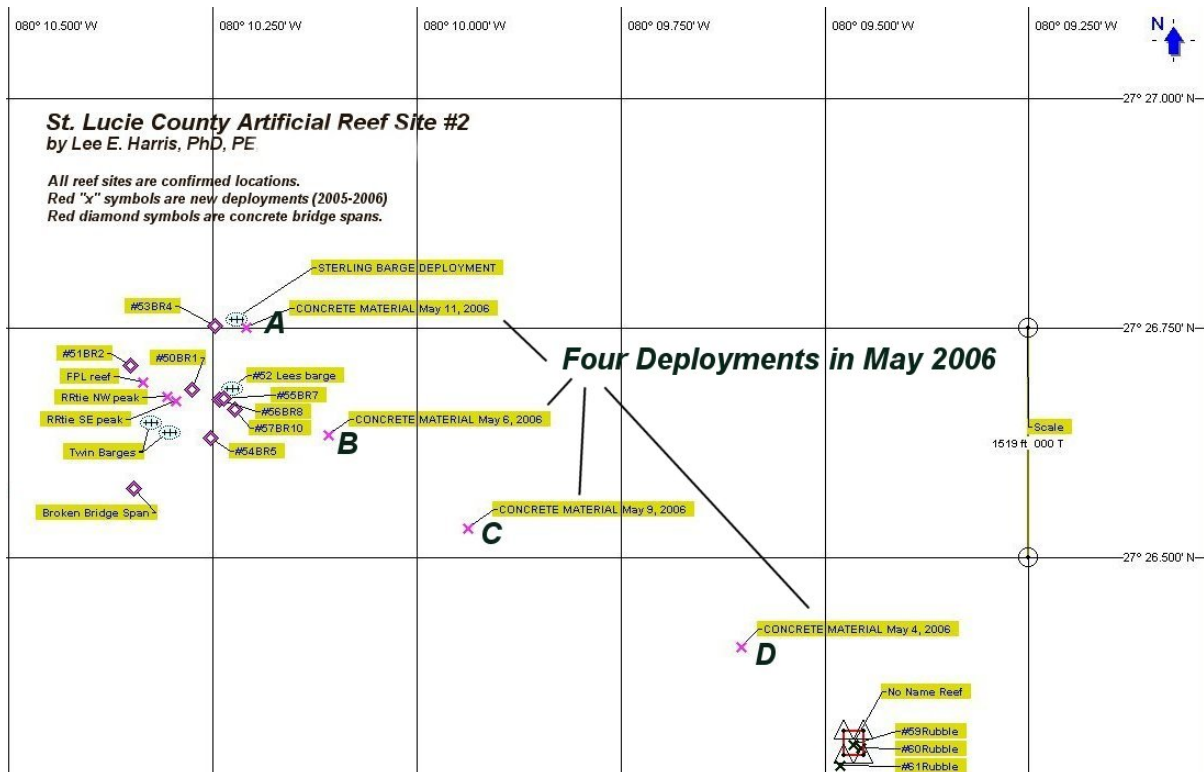 080° 10.500' W
080° 10.250' W
080° 10.000' W
080° 09.750' W
080° 09.500' W
080° 09.250' W
N
27° 27.000' N
St. Lucie County Artificial Reef Site #2
by Lee E. Harris, PhD, PE
All reef sites are confirmed locations.
Red "x" symbols are new deployments (2005-2006)
Red diamond symbols are concrete bridge spans.
STERLING BARGE DEPLOYMENT
#53BR4
CONCRETE MATERIAL May 11, 2006
A
27° 26.750' N
#51BR2
#50BR1
Four Deployments in May 2006
FPL reef
#52 Lees barge
RRtie NW peak
#55BR7
RRtie SE peak
#56BR8
CONCRETE MATERIAL May 6, 2006
#57BR10
B
Scale
1519 ft 000 T
Twin Barges
#54BR5
Broken Bridge Span
CONCRETE MATERIAL May 9, 2006
C
27° 26.500' N
CONCRETE MATERIAL May 4, 2006
D
No Name Reef
#59Rubble
#60Rubble
#61Rubble